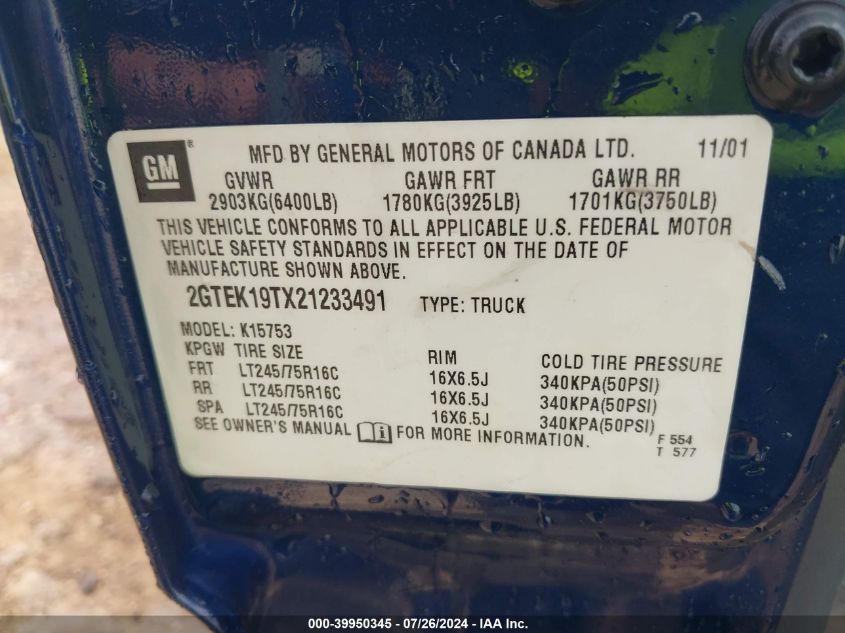 GM ® MFD BY GENERAL MOTORS OF CANADA LTD. 11/01
GVWR GAWR FRT GAWR RR
2903KG(6400LB) 1780KG(3925LB) 1701KG(3750LB)
THIS VEHICLE CONFORMS TO ALL APPLICABLE U.S. FEDERAL MOTOR
VEHICLE SAFETY STANDARDS IN EFFECT ON THE DATE OF
MANUFACTURE SHOWN ABOVE.
2GTEK19TX21233491 TYPE: TRUCK
MODEL: K15753
KPGW TIRE SIZE RIM COLD TIRE PRESSURE
FRT LT245/75R16C 16X6.5J 340KPA(50PSI)
RR LT245/75R16C 16X6.5J 340KPA(50PSI)
SPA LT245/75R16C 16X6.5J 340KPA(50PSI)
SEE OWNER'S MANUAL FOR MORE INFORMATION. F 554
T 577
000-39950345 - 07/26/2024 - IAA Inc.